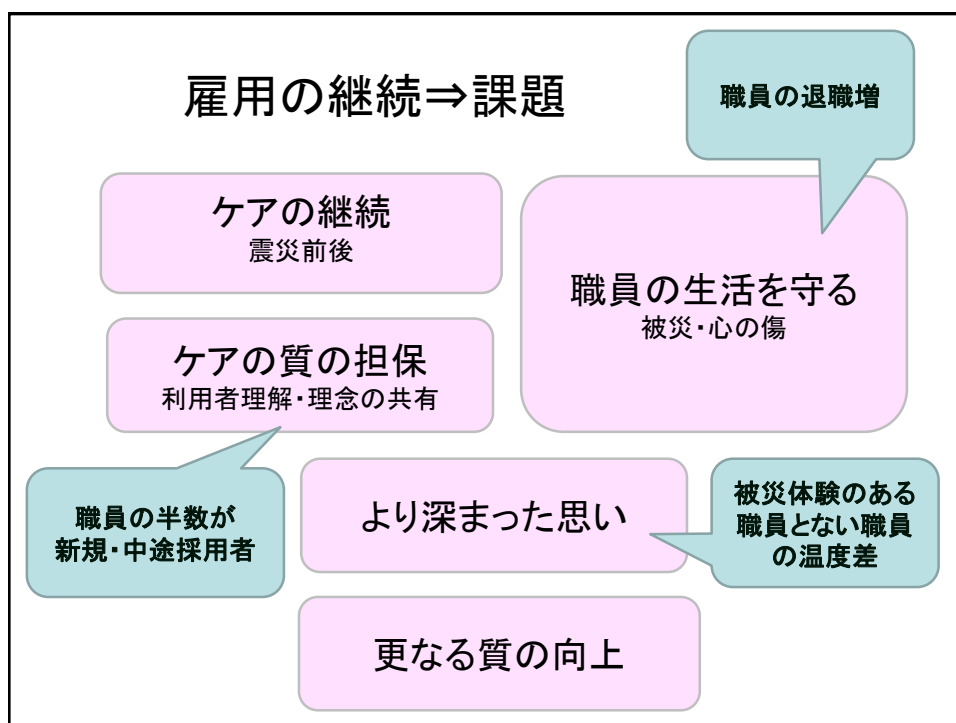 雇用の継続⇒課題
職員の退職増
ケアの継続
震災前後
職員の生活を守る
被災・心の傷
ケアの質の担保
利用者理解・理念の共有
職員の半数が
新規・中途採用者
より深まった思い
被災体験のある
職員とない職員
の温度差
更なる質の向上